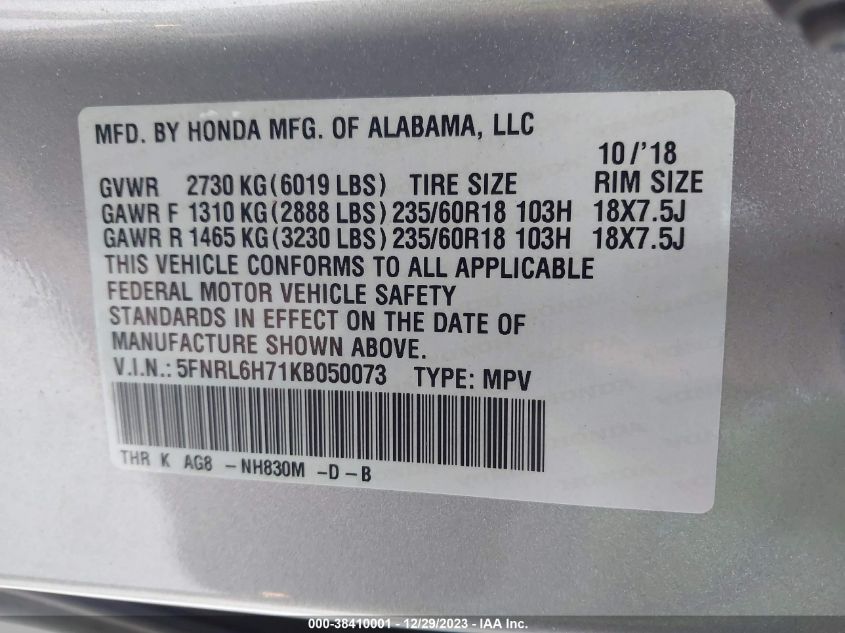 MFD. BY HONDA MFG. OF ALABAMA, LLC
10/'18
GVWR 2730 KG(6019 LBS) TIRE SIZE RIM SIZE
GAWR F 1310 KG(2888 LBS) 235/60R18 103H 18X7.5J
GAWR R 1465 KG(3230 LBS) 235/60R18 103H 18X7.5J
THIS VEHICLE CONFORMS TO ALL APPLICABLE
FEDERAL MOTOR VEHICLE SAFETY
STANDARDS IN EFFECT ON THE DATE OF
MANUFACTURE SHOWN ABOVE.
V.I.N.: 5FNRL6H71KB050073 TYPE: MPV
THR K AG8 -NH830M -D-B
000-38410001 - 12/29/2023 - IAA Inc.